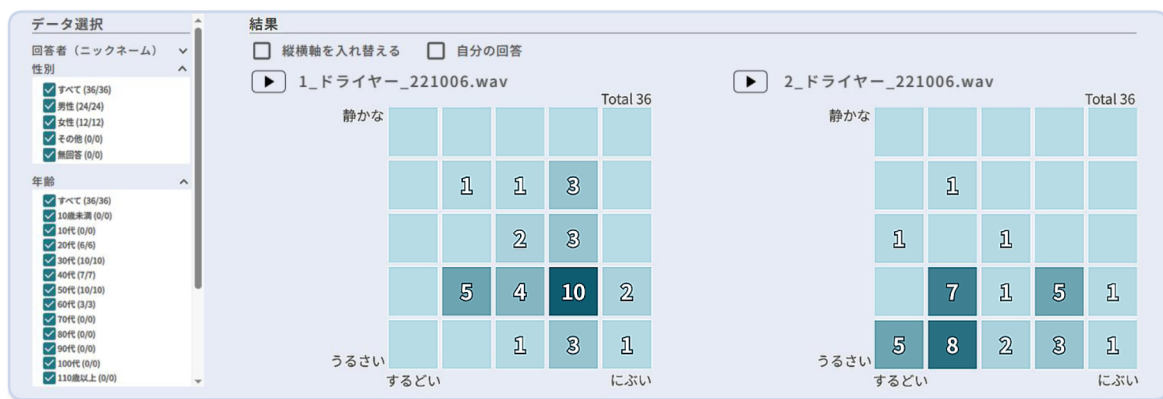 データ選択
回答者（ニックネーム）
性別
すべて (36/36)
男性 (24/24)
女性 (12/12)
その他 (0/0)
無回答 (0/0)
年齢
すべて (36/36)
10歳未満 (0/0)
10代 (0/0)
20代 (6/6)
30代 (10/10)
40代 (7/7)
50代 (10/10)
60代 (3/3)
70代 (0/0)
80代 (0/0)
90代 (0/0)
100代 (0/0)
110歳以上 (0/0)
結果
縦横軸を入れ替える 自分の回答
1_ドライヤー_221006.wav
Total 36
静かな
1 1 3
2 3
5 4 10 2
1 3 1
うるさい
するどい にぶい
2_ドライヤー_221006.wav
Total 36
静かな
1
1 1
7 1 5 1
5 8 2 3 1
うるさい
するどい にぶい